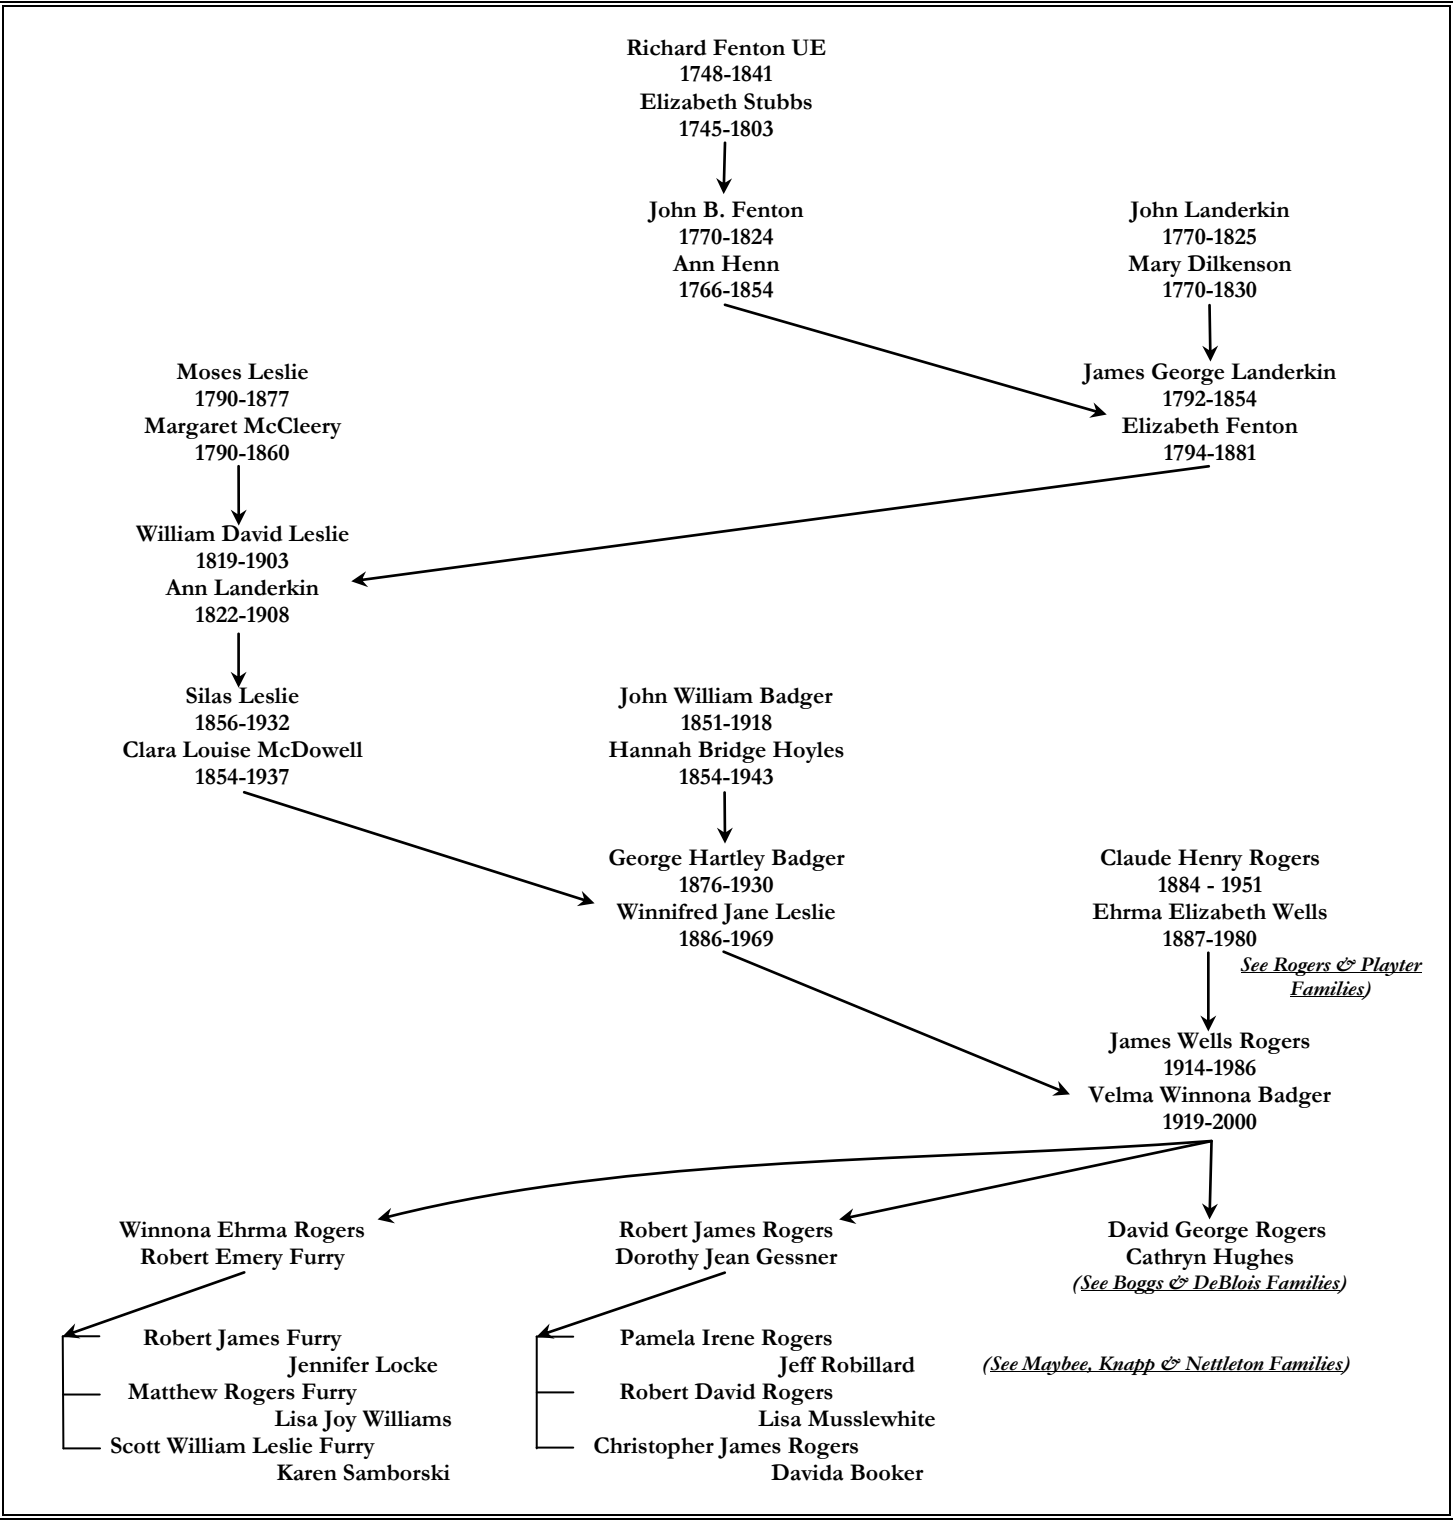 Richard Fenton UE
1748-1841
Elizabeth Stubbs
1745-1803
John B. Fenton
1770-1824
Ann Henn
1766-1854
John Landerkin
1770-1825
Mary Dilkenson
1770-1830
Moses Leslie
1790-1877
Margaret McCleery
1790-1860
James George Landerkin
1792-1854
Elizabeth Fenton
1794-1881
William David Leslie
1819-1903
Ann Landerkin
1822-1908
Silas Leslie
1856-1932
Clara Louise McDowell
1854-1937
John William Badger
1851-1918
Hannah Bridge Hoyles
1854-1943
George Hartley Badger
1876-1930
Winnifred Jane Leslie
1886-1969
Claude Henry Rogers
1884 - 1951
Ehrma Elizabeth Wells
1887-1980
See Rogers & Playter
Families)
James Wells Rogers
1914-1986
Velma Winnona Badger
1919-2000
Winnona Ehrma Rogers
Robert Emery Furry
Robert James Rogers
Dorothy Jean Gessner
David George Rogers
Cathryn Hughes
(See Boggs & DeBlois Families)
Robert James Furry
Jennifer Locke
Matthew Rogers Furry
Lisa Joy Williams
Scott William Leslie Furry
Karen Samborski
Pamela Irene Rogers
Jeff Robillard
Robert David Rogers
Lisa Musslewhite
Christopher James Rogers
Davida Booker
(See Maybee, Knapp & Nettleton Families)